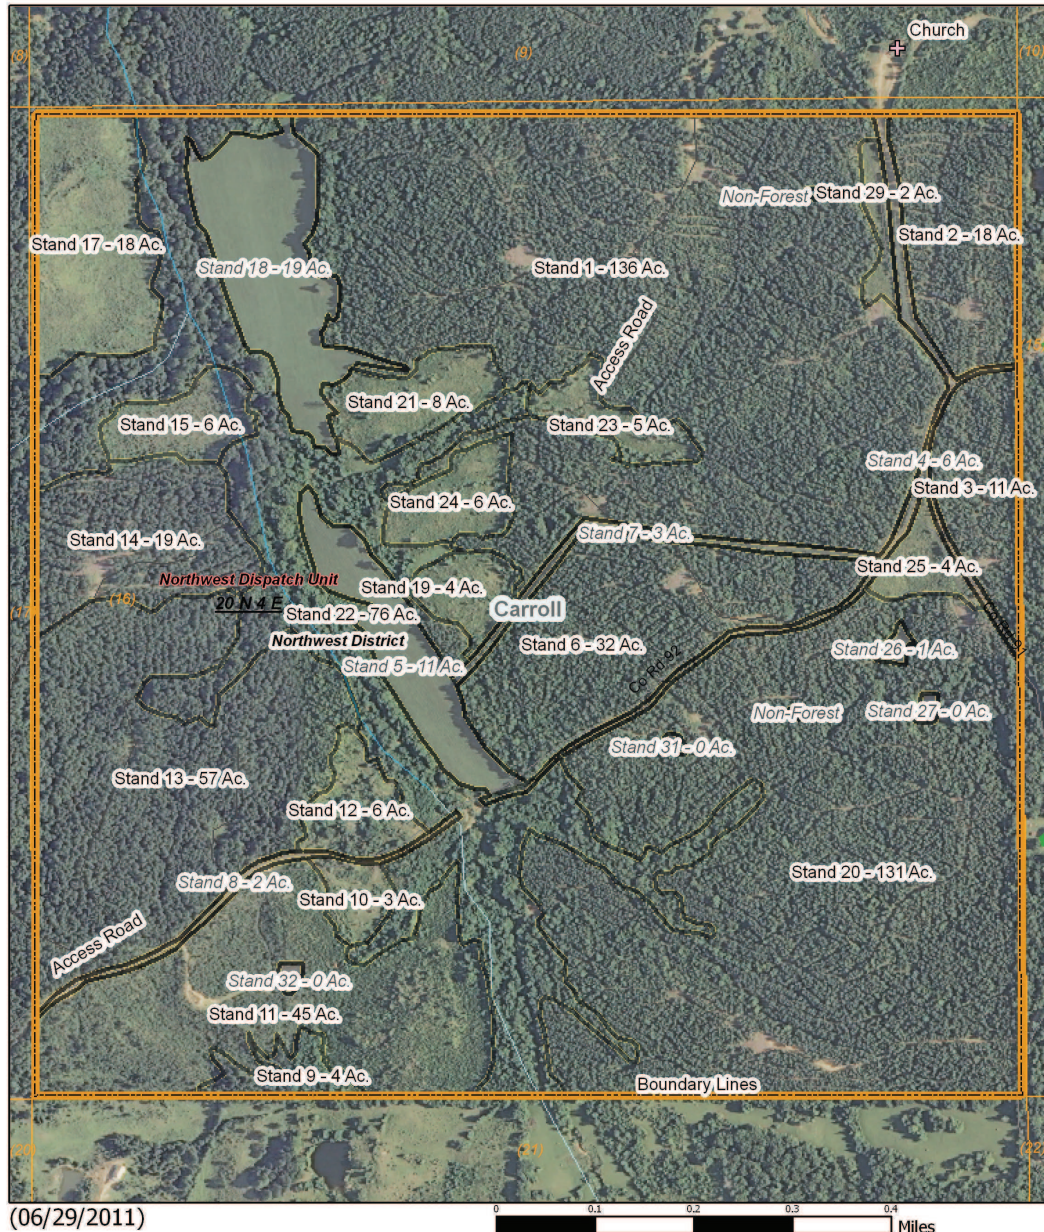 Church
(8)
(9)
(10)
Non-Forest
Stand 29 - 2 Ac.
Stand 17 - 18 Ac.
Stand 2 - 18 Ac.
Stand 18 - 19 Ac.
Stand 1 - 136 Ac.
Access Road
Stand 21 - 8 Ac.
Stand 15 - 6 Ac.
Stand 23 - 5 Ac.
Stand 4 - 6 Ac.
Stand 3 - 11 Ac.
Stand 24 - 6 Ac.
Stand 14 - 19 Ac.
Stand 7 - 3 Ac.
Stand 25 - 4 Ac.
Northwest Dispatch Unit
Stand 19 - 4 Ac.
(16)
20 N 4 E
Carroll
(17)
Stand 22 - 76 Ac.
Northwest District
Stand 6 - 32 Ac.
Stand 26 - 1 Ac.
Stand 5 - 11 Ac.
Co Rd 92
Non-Forest
Stand 27 - 0 Ac.
Stand 31 - 0 Ac.
Stand 13 - 57 Ac.
Stand 12 - 6 Ac.
Stand 20 - 131 Ac.
Stand 8 - 2 Ac.
Stand 10 - 3 Ac.
Access Road
Stand 32 - 0 Ac.
Stand 11 - 45 Ac.
Stand 9 - 4 Ac.
Boundary Lines
(20)
(21)
(22)
(06/29/2011)
0
0.1
0.2
0.3
0.4
Miles